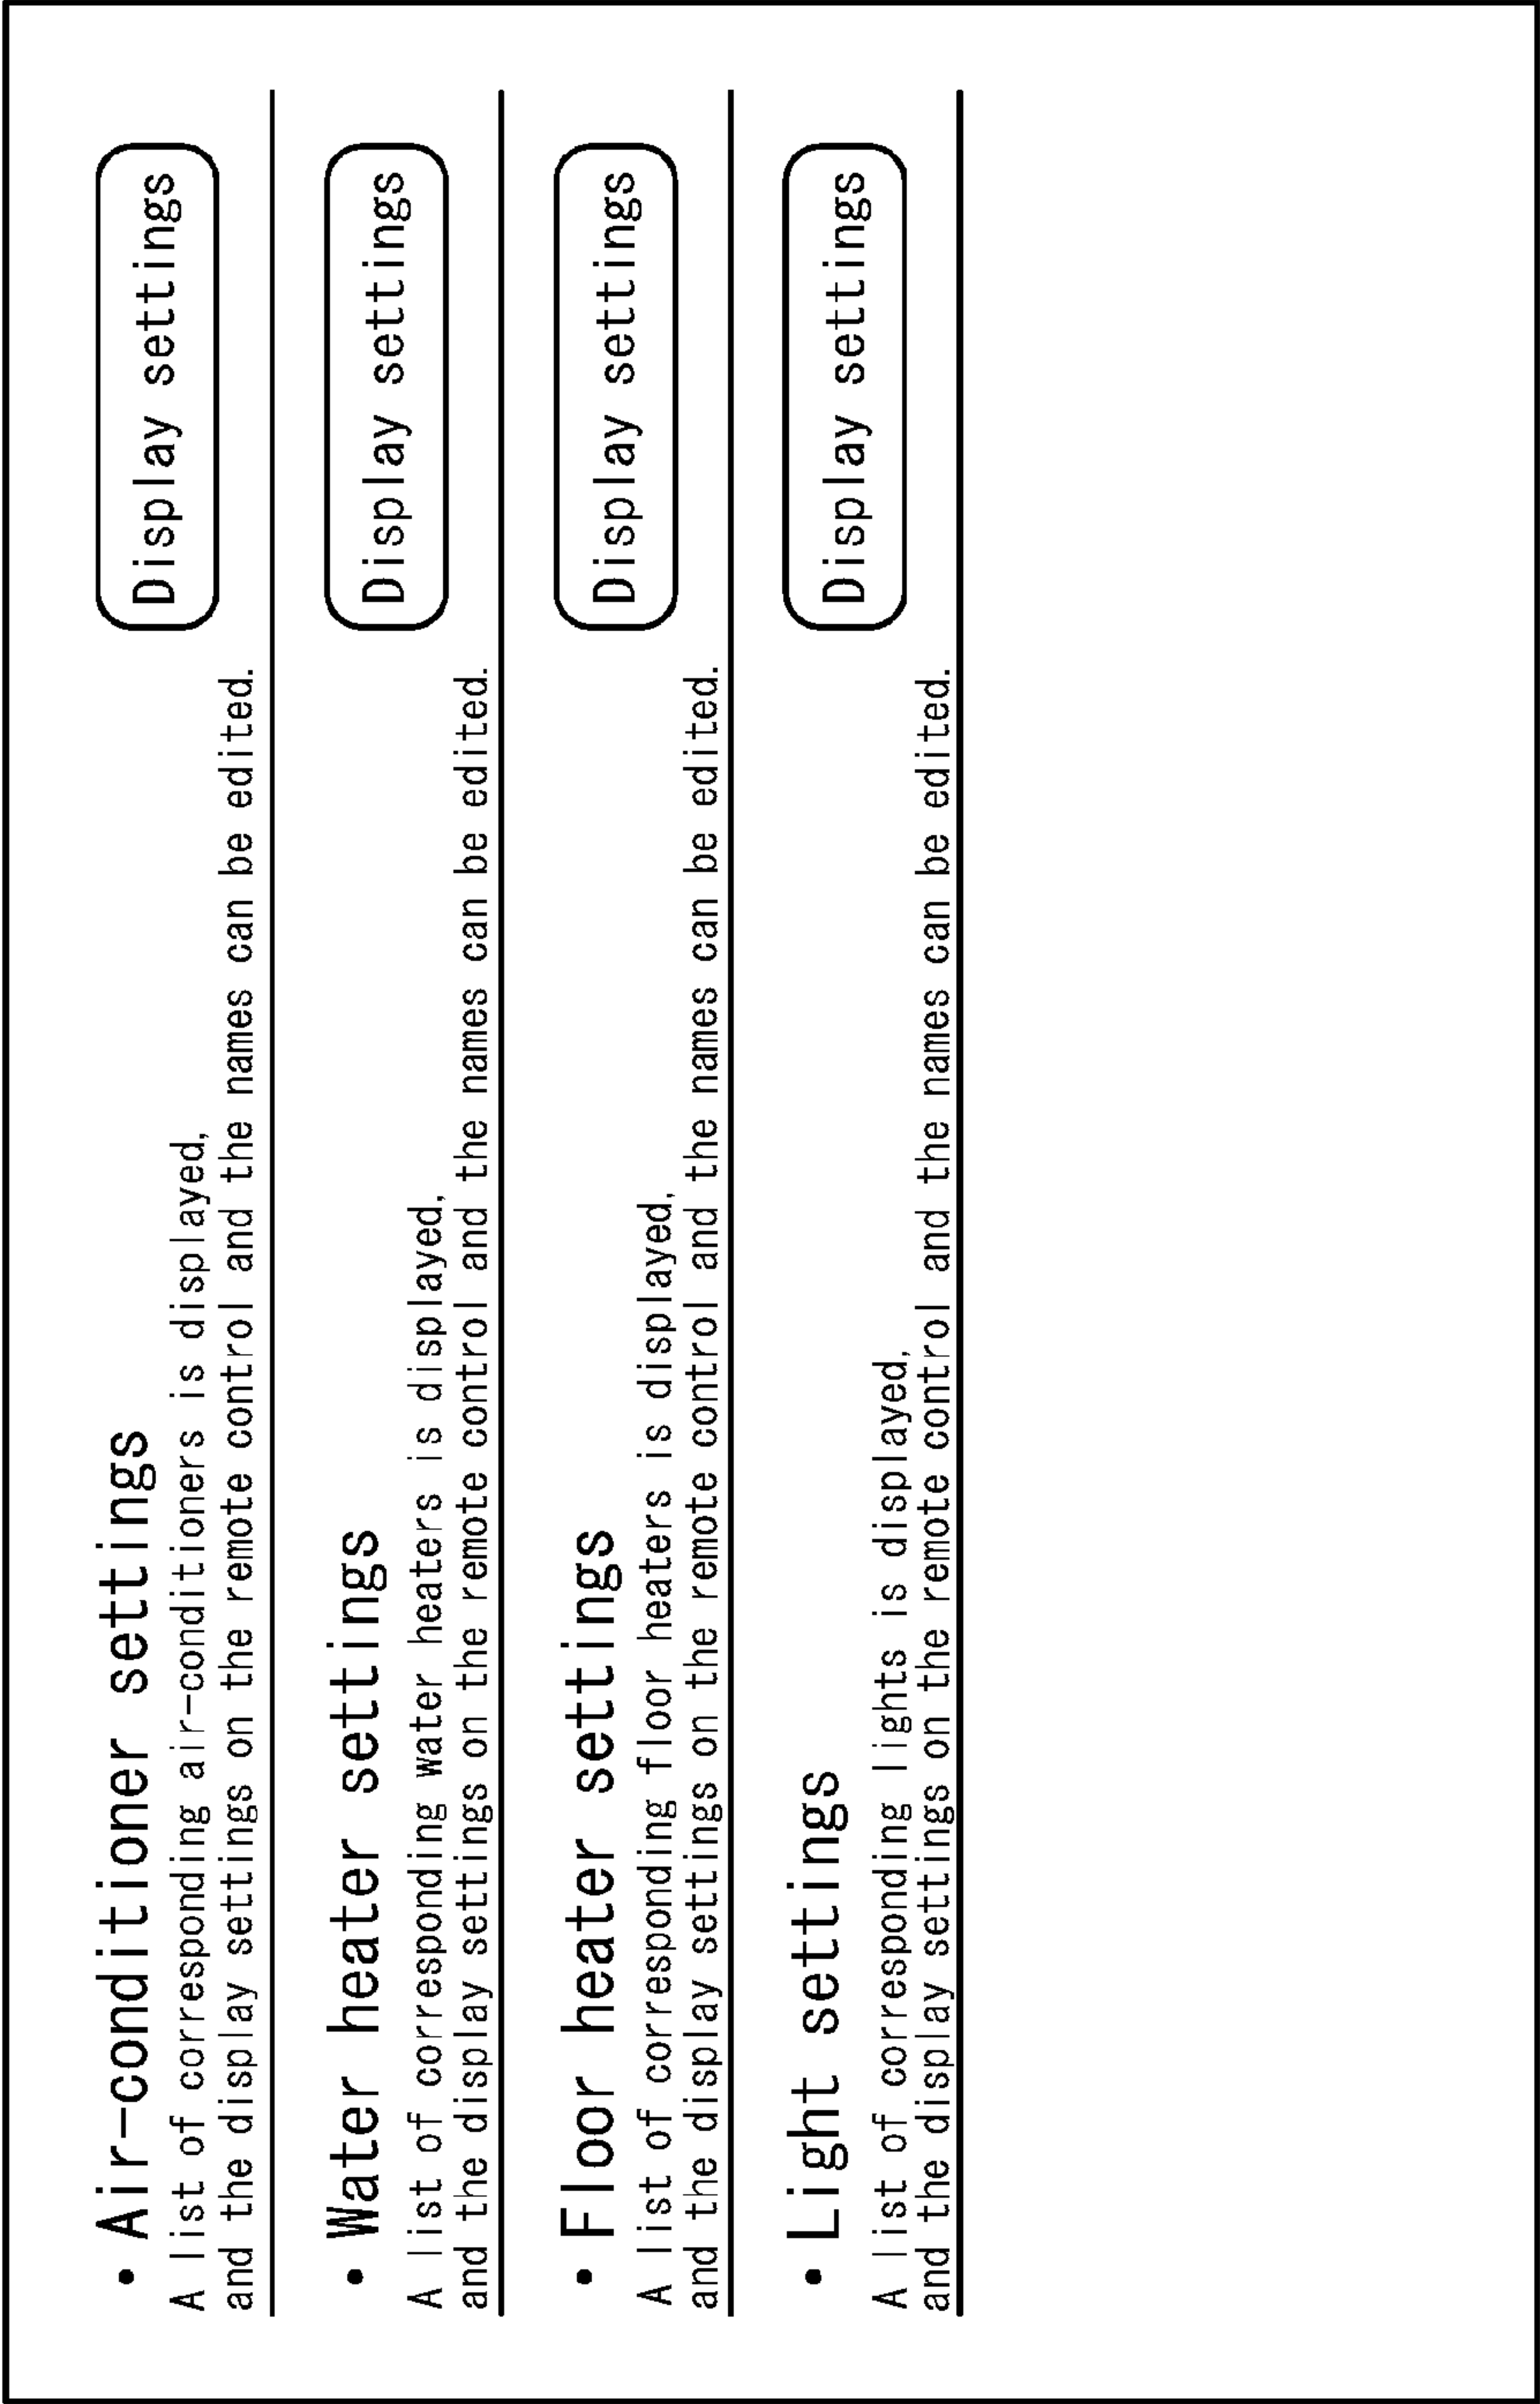 • Air-conditioner settings
A list of corresponding air-conditioners is displayed,
and the display settings on the remote control and the names can be edited.
Display settings
• Water heater settings
A list of corresponding water heaters is displayed,
and the display settings on the remote control and the names can be edited.
Display settings
• Floor heater settings
A list of corresponding floor heaters is displayed,
and the display settings on the remote control and the names can be edited.
Display settings
• Light settings
A list of corresponding lights is displayed,
and the display settings on the remote control and the names can be edited.
Display settings